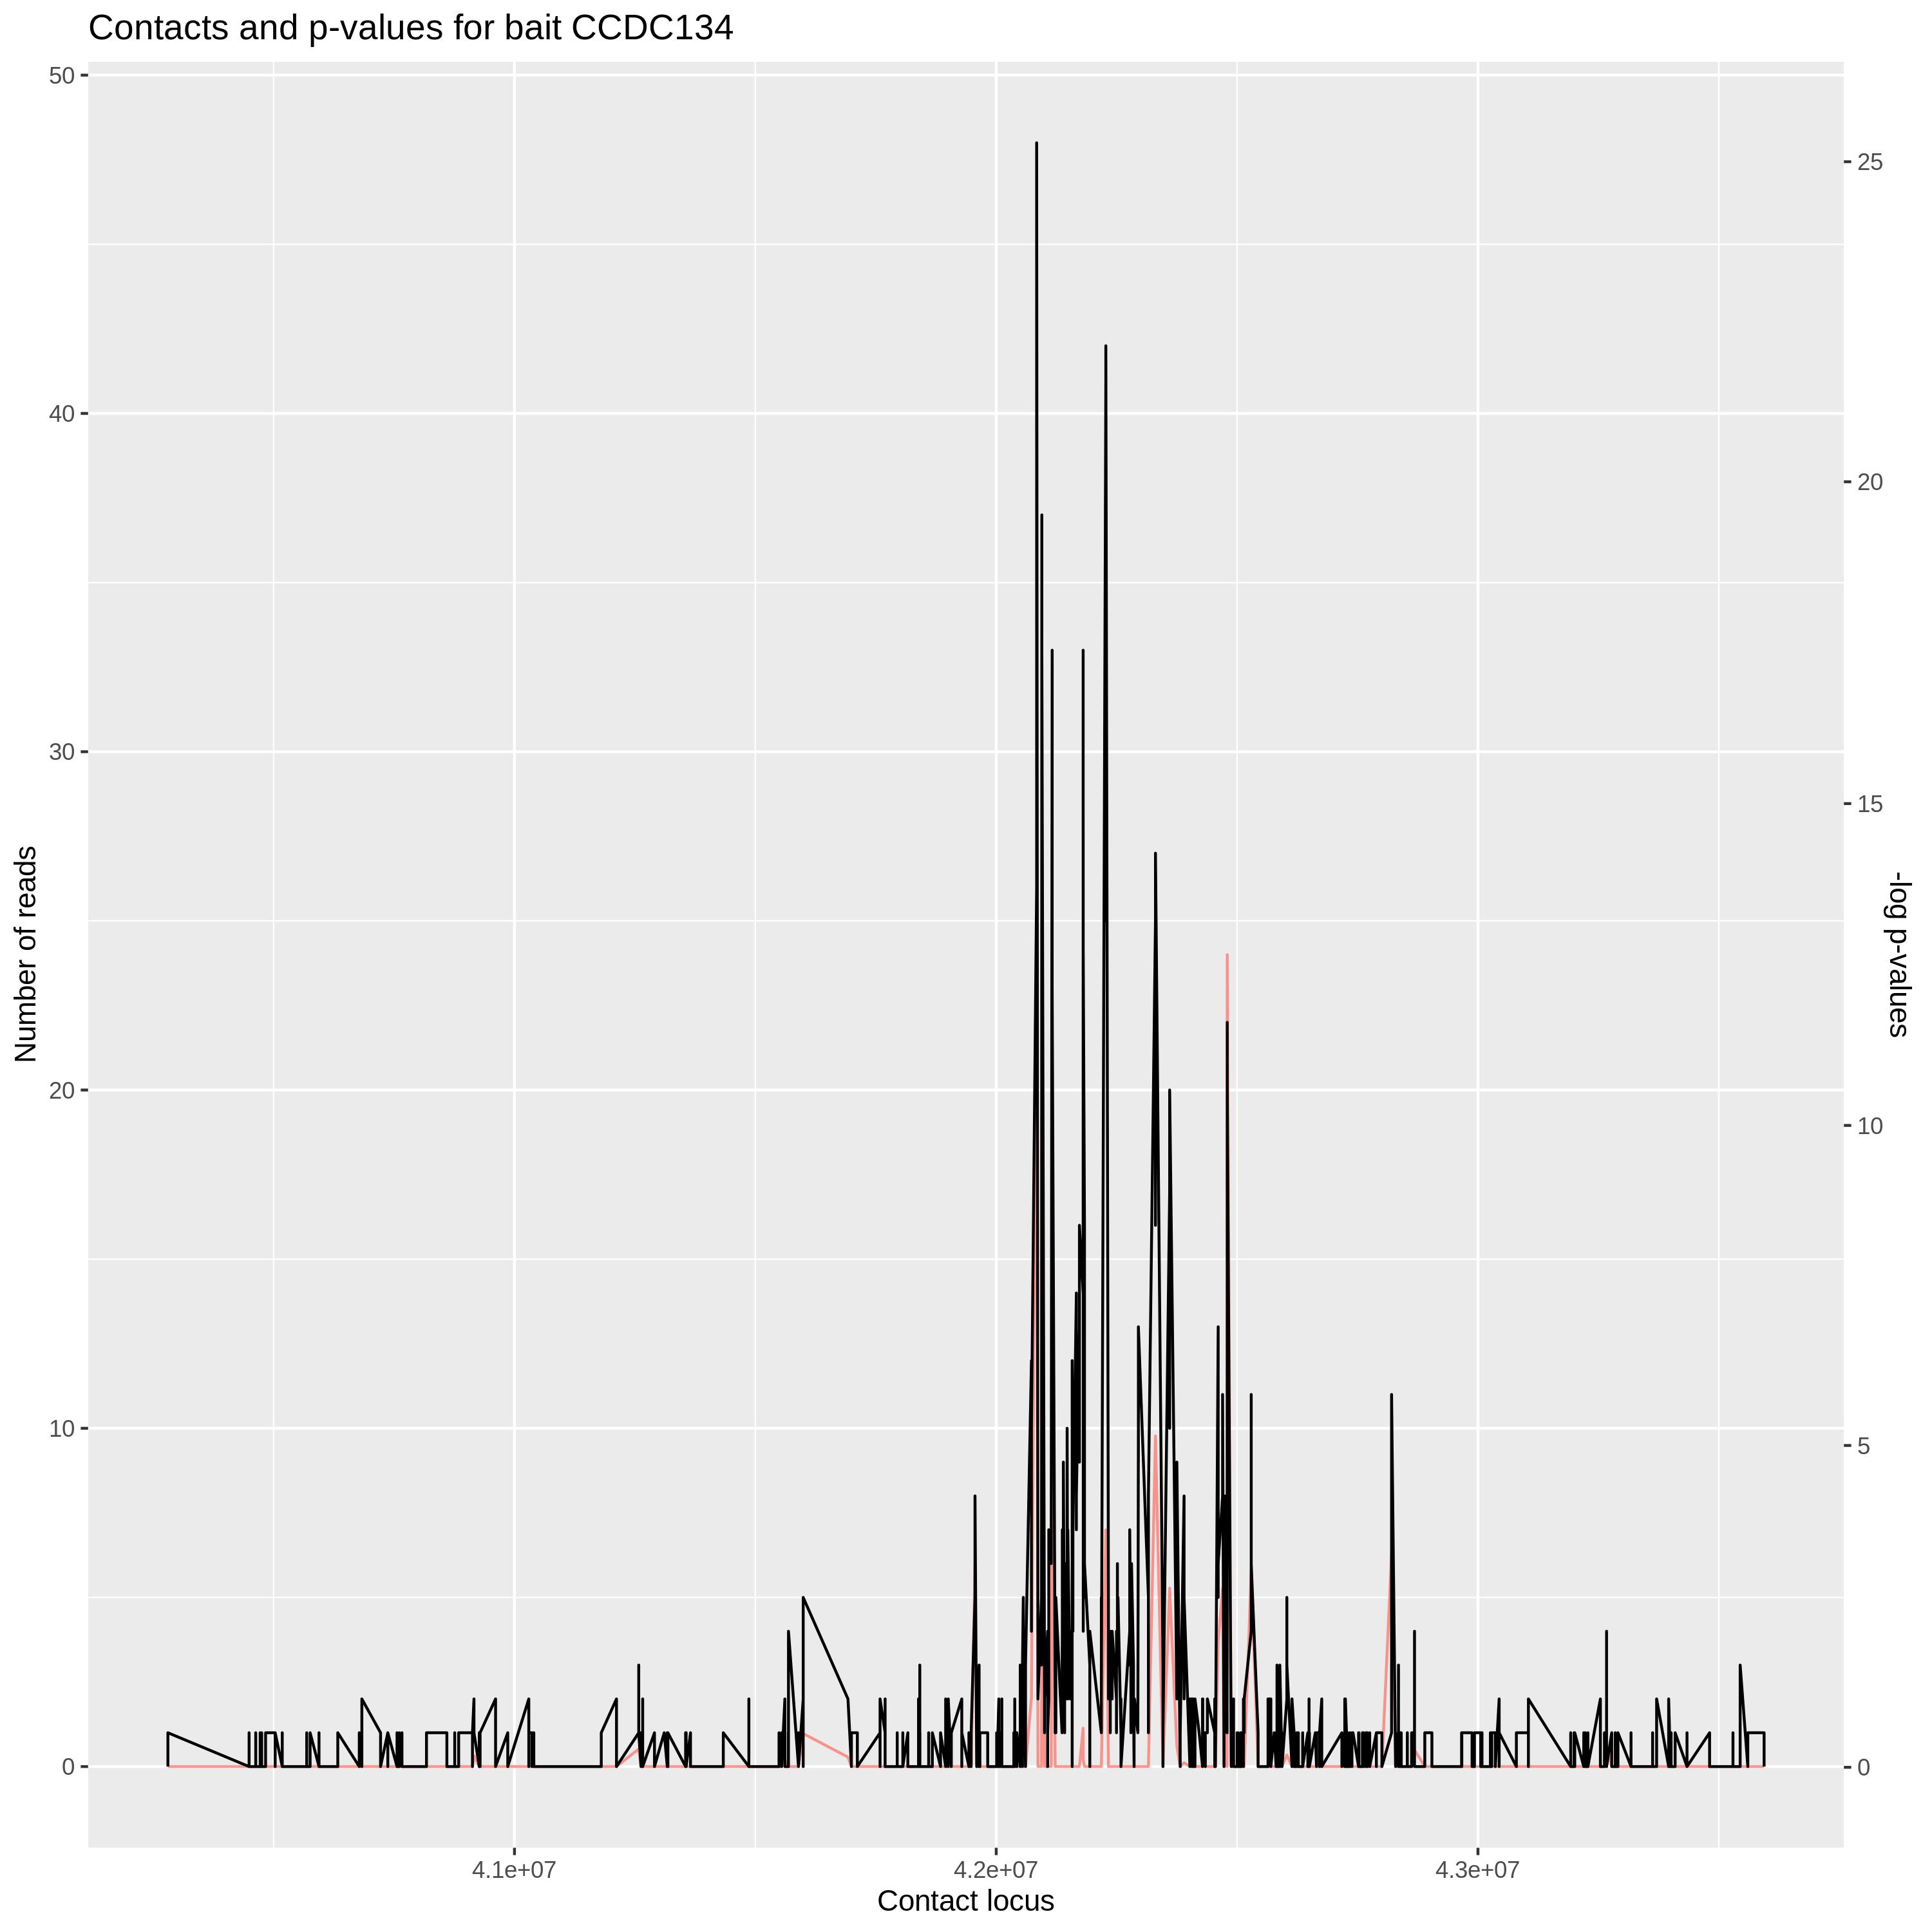 Contacts and p-values for bait CCDC134
50
40
30
20
10
0
Number of reads
25
20
15
10
5
0
-log p-values
4.1e+07
4.2e+07
4.3e+07
Contact locus